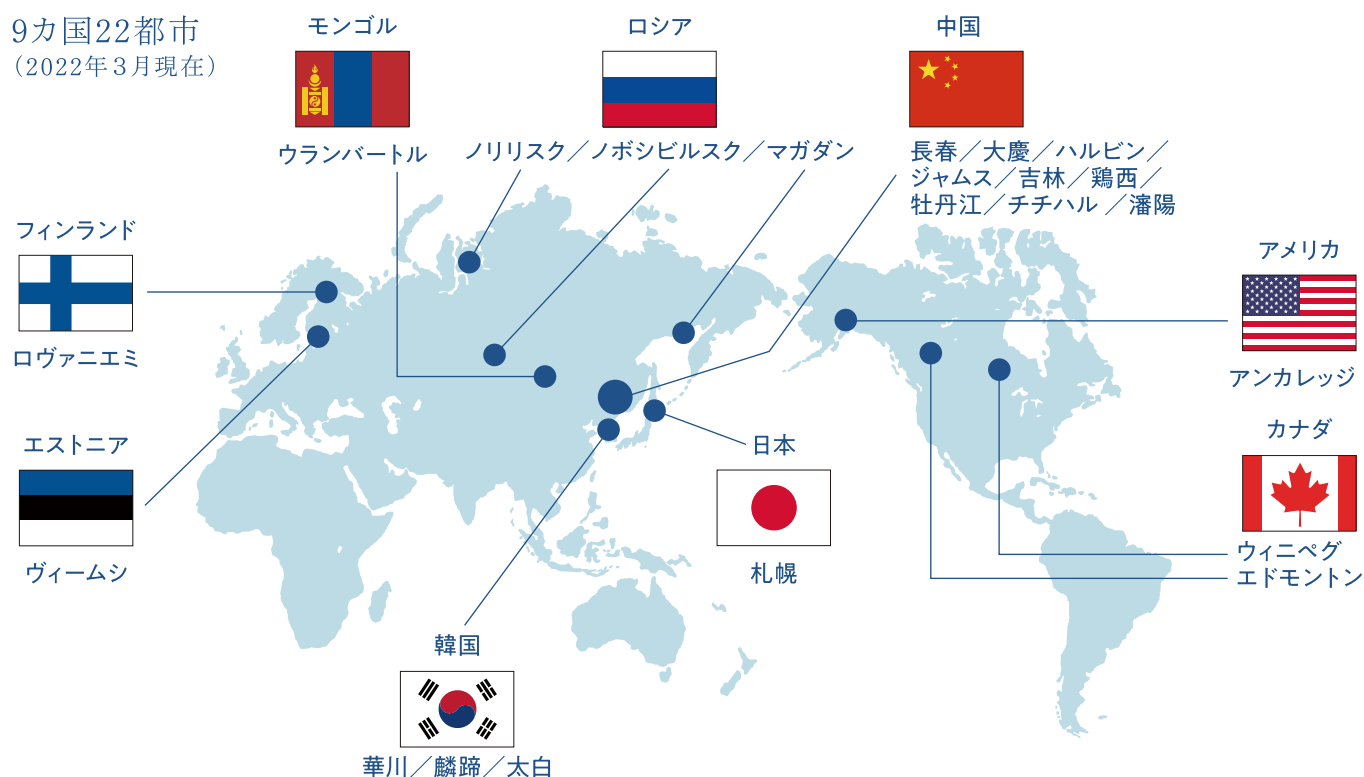 9カ国22都市
（2022年３月現在）
モンゴル
ウランバートル
ロシア
ノリリスク／ノボシビルスク／マガダン
中国
長春／大慶／ハルビン／
ジャムス／吉林／鶏西／
牡丹江／チチハル ／瀋陽
フィンランド
ロヴァニエミ
エストニア
ヴィームシ
アメリカ
アンカレッジ
カナダ
ウィニペグ
エドモントン
日本
札幌
韓国
華川／麟蹄／太白